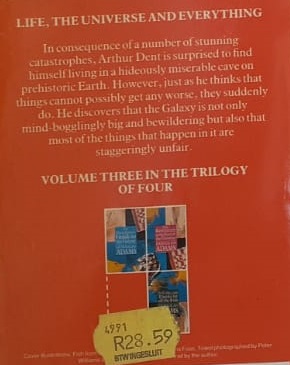 LIFE, THE UNIVERSE AND EVERYTHING
In consequence of a number of stunning
catastrophes, Arthur Dent is surprised to find
himself living in a hideously miserable cave on
prehistoric Earth. However, just as he thinks that
things cannot possibly get any worse, they suddenly
do. He discovers that the Galaxy is not only
mind-bogglingly big and bewildering but also that
most of the things that happen in it are
staggeringly unfair.
VOLUME THREE IN THE TRILOGY
OF FOUR
ADAMS
ADAMS
ADAMS
4991
R28.59
BTW INGESLUIT
Cover illustrations: photographed by Peter
Williams by the author.